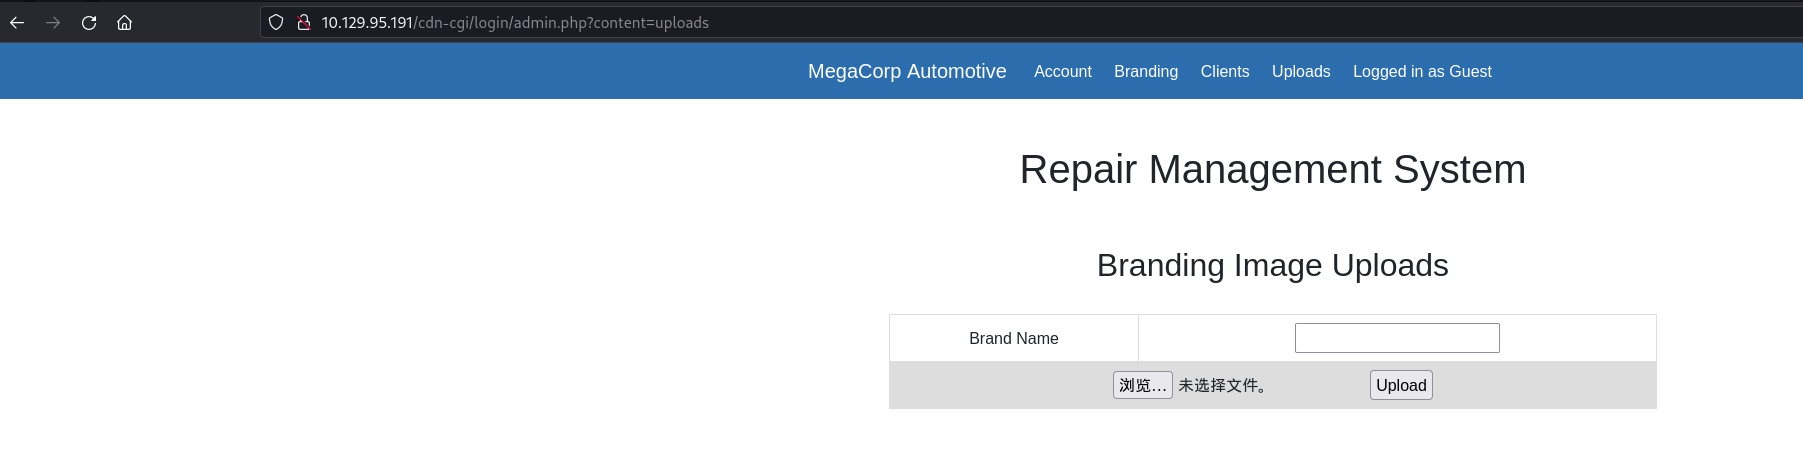 10.129.95.191/cdn-cgi/login/admin.php?content=uploads
MegaCorp Automotive Account Branding Clients Uploads Logged in as Guest
Repair Management System
Branding Image Uploads
Brand Name
浏览… 未选择文件。 Upload